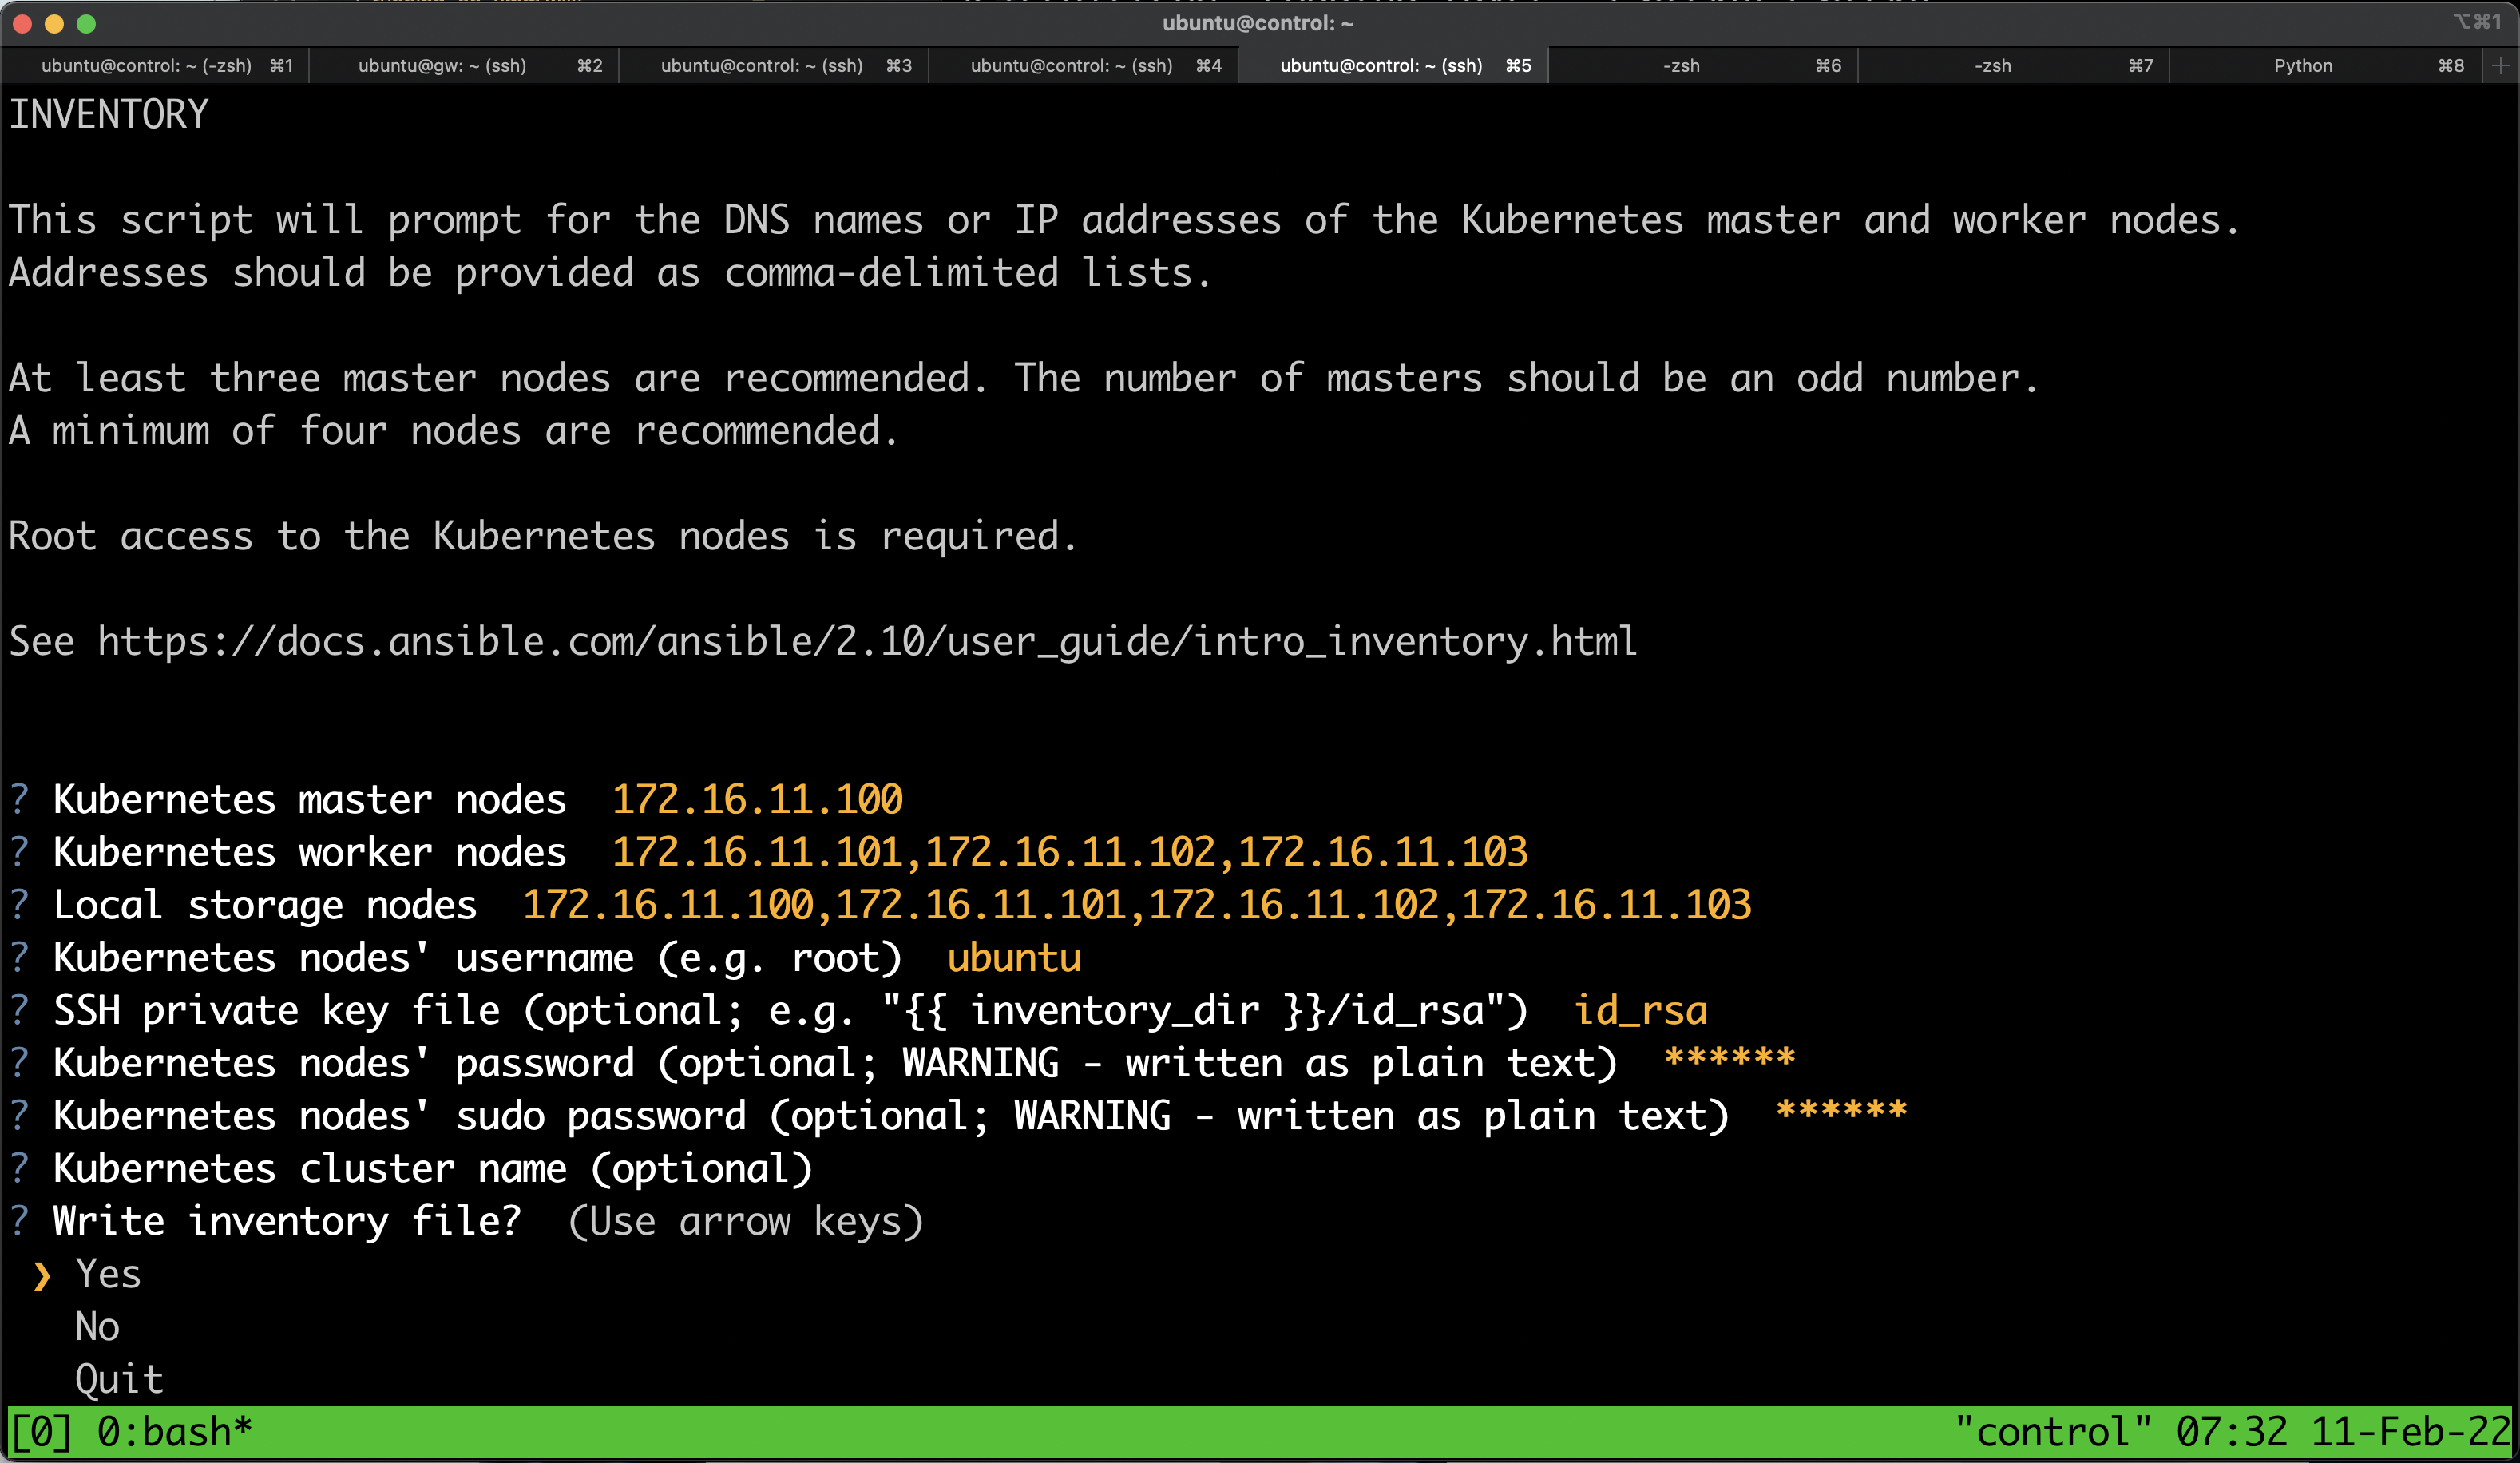 ubuntu@control: ~
⌥⌘1
ubuntu@control: ~ (-zsh) ⌘1 ubuntu@gw: ~ (ssh) ⌘2 ubuntu@control: ~ (ssh) ⌘3 ubuntu@control: ~ (ssh) ⌘4 ubuntu@control: ~ (ssh) ⌘5 -zsh ⌘6 -zsh ⌘7 Python ⌘8 +
INVENTORY
This script will prompt for the DNS names or IP addresses of the Kubernetes master and worker nodes.
Addresses should be provided as comma-delimited lists.
At least three master nodes are recommended. The number of masters should be an odd number.
A minimum of four nodes are recommended.
Root access to the Kubernetes nodes is required.
See https://docs.ansible.com/ansible/2.10/user_guide/intro_inventory.html
? Kubernetes master nodes  172.16.11.100
? Kubernetes worker nodes  172.16.11.101,172.16.11.102,172.16.11.103
? Local storage nodes  172.16.11.100,172.16.11.101,172.16.11.102,172.16.11.103
? Kubernetes nodes' username (e.g. root)  ubuntu
? SSH private key file (optional; e.g. "{{ inventory_dir }}/id_rsa")  id_rsa
? Kubernetes nodes' password (optional; WARNING - written as plain text)  ******
? Kubernetes nodes' sudo password (optional; WARNING - written as plain text)  ******
? Kubernetes cluster name (optional)
? Write inventory file?  (Use arrow keys)
❯ Yes
No
Quit
[0] 0:bash* "control" 07:32 11-Feb-22